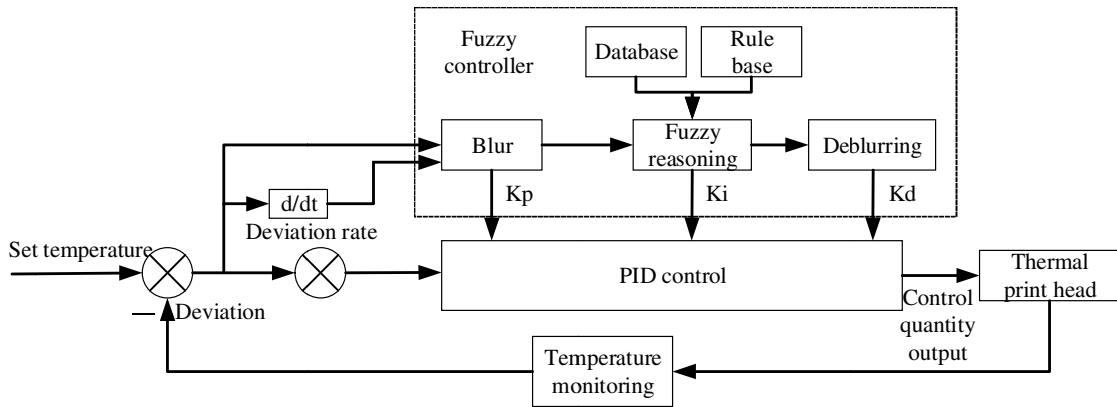 Fuzzy
controller
Database
Rule
base
Blur
Fuzzy
reasoning
Deblurring
Kp
Ki
Kd
d/dt
Deviation rate
Set temperature
PID control
Thermal
print head
— Deviation
Control
quantity
output
Temperature
monitoring